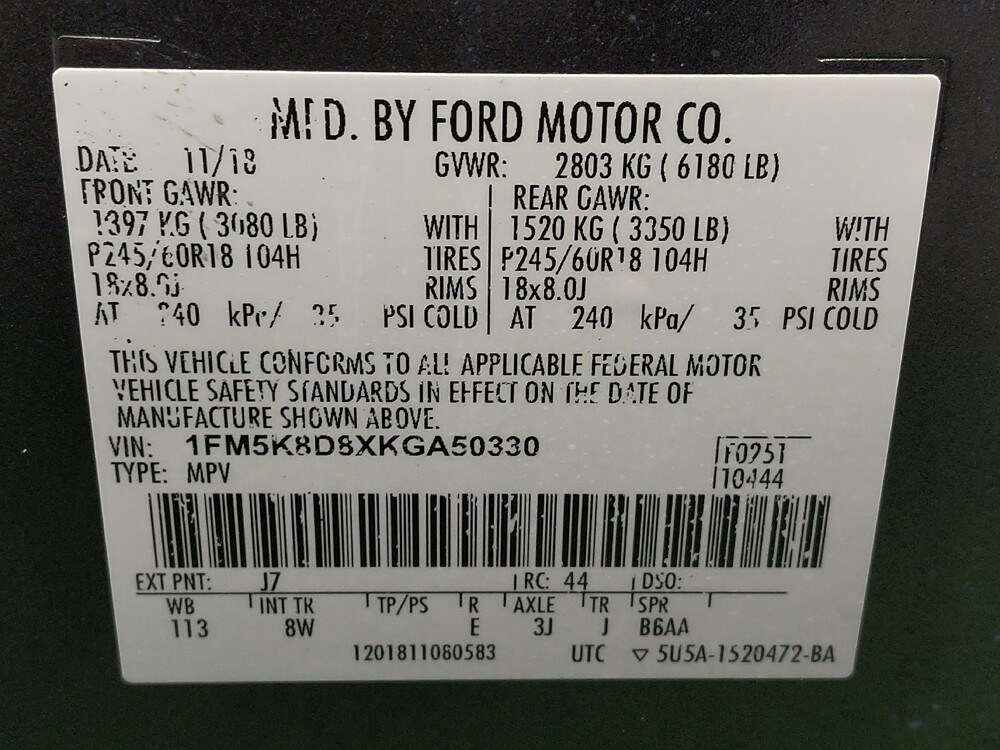 MFD. BY FORD MOTOR CO.
DATE 11/18 GVWR: 2803 KG ( 6180 LB)
FRONT GAWR: REAR GAWR:
1397 KG ( 3080 LB) WITH 1520 KG ( 3350 LB) WITH
P245/60R18 104H TIRES P245/60R18 104H TIRES
18x8.0J RIMS 18x8.0J RIMS
AT 240 kPa/ 35 PSI COLD AT 240 kPa/ 35 PSI COLD
THIS VEHICLE CONFORMS TO ALL APPLICABLE FEDERAL MOTOR
VEHICLE SAFETY STANDARDS IN EFFECT ON THE DATE OF
MANUFACTURE SHOWN ABOVE.
VIN: 1FM5K8D8XKGA50330
TYPE: MPV
F0251
10444
EXT PNT: J7 RC: 44 DSO:
WB INT TR TP/PS R AXLE TR SPR
113 8W E 3J J B6AA
1201811080583 UTC ▽ 5U5A-1520472-BA